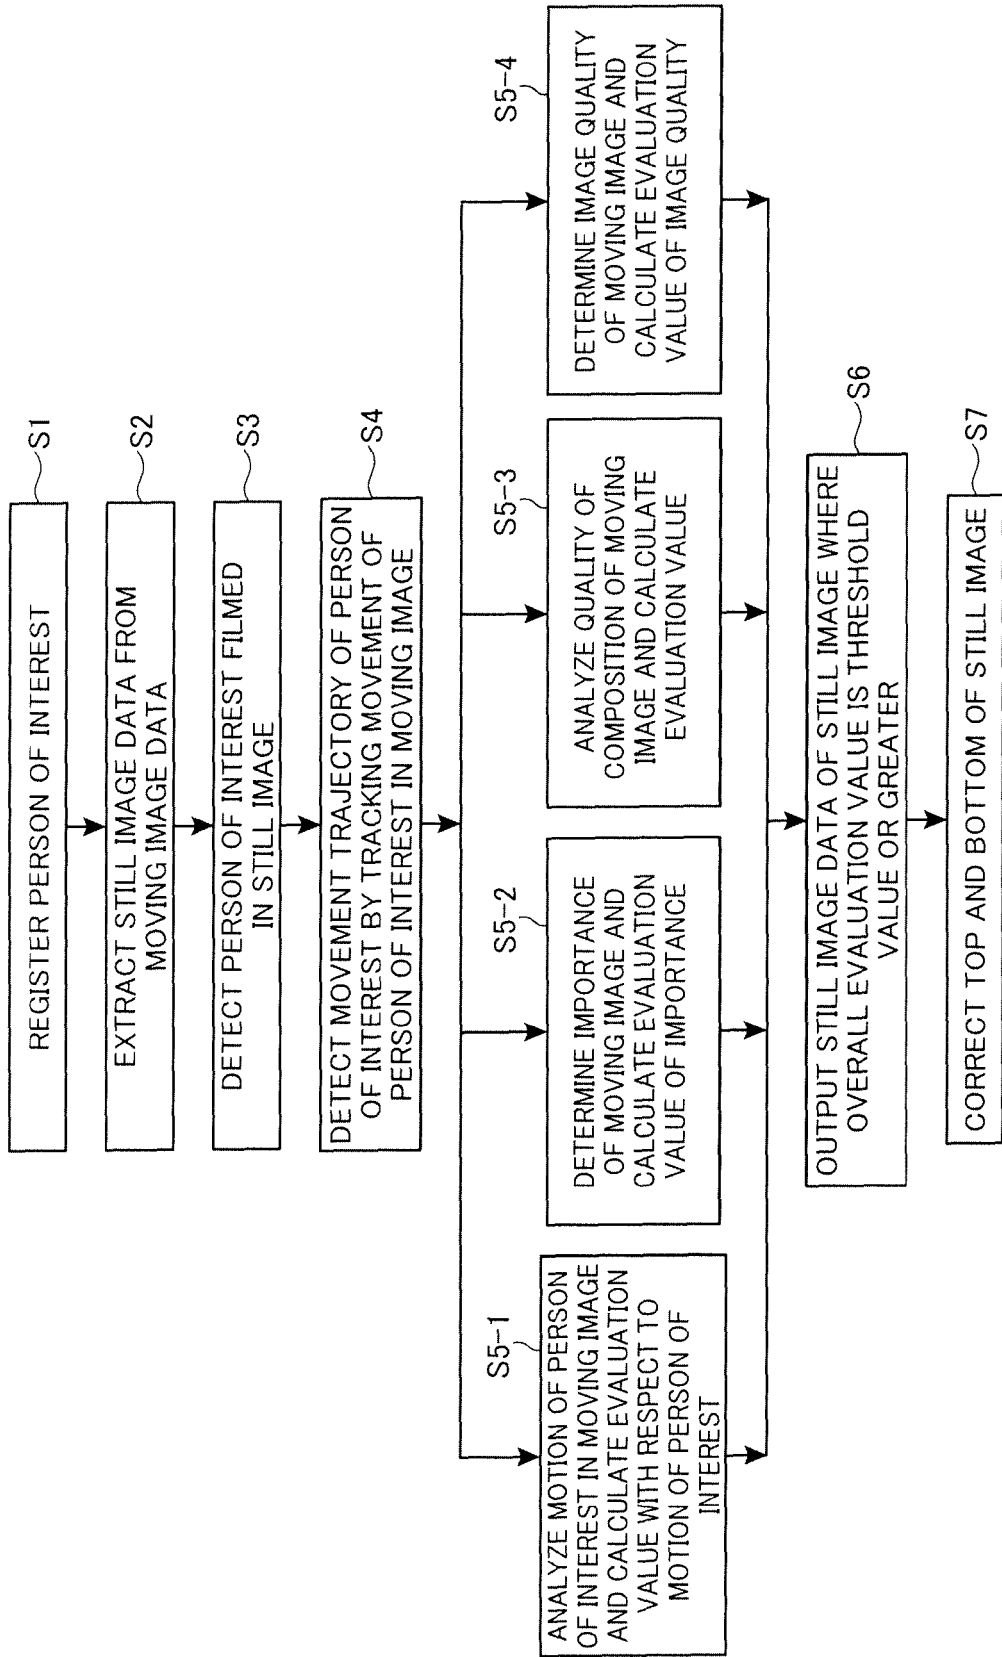 REGISTER PERSON OF INTEREST
S1
EXTRACT STILL IMAGE DATA FROM
MOVING IMAGE DATA
S2
DETECT PERSON OF INTEREST FILMED
IN STILL IMAGE
S3
DETECT MOVEMENT TRAJECTORY OF PERSON
OF INTEREST BY TRACKING MOVEMENT OF
PERSON OF INTEREST IN MOVING IMAGE
S4
S5-1
ANALYZE MOTION OF PERSON
OF INTEREST IN MOVING IMAGE
AND CALCULATE EVALUATION
VALUE WITH RESPECT TO
MOTION OF PERSON OF
INTEREST
S5-2
DETERMINE IMPORTANCE
OF MOVING IMAGE AND
CALCULATE EVALUATION
VALUE OF IMPORTANCE
S5-3
ANALYZE QUALITY OF
COMPOSITION OF MOVING
IMAGE AND CALCULATE
EVALUATION VALUE
S5-4
DETERMINE IMAGE QUALITY
OF MOVING IMAGE AND
CALCULATE EVALUATION
VALUE OF IMAGE QUALITY
OUTPUT STILL IMAGE DATA OF STILL IMAGE WHERE
OVERALL EVALUATION VALUE IS THRESHOLD
VALUE OR GREATER
S6
CORRECT TOP AND BOTTOM OF STILL IMAGE
S7